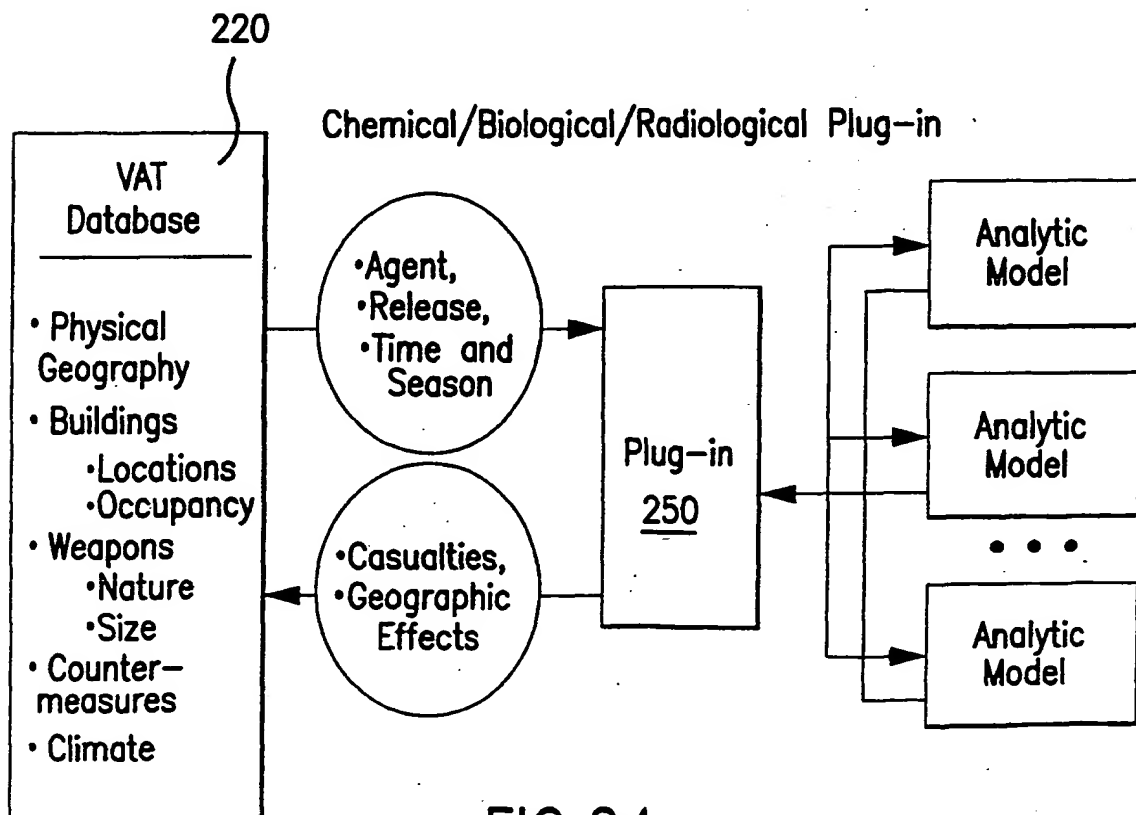 220
Chemical/Biological/Radiological Plug-in
VAT
Database
• Physical
Geography
• Buildings
•Locations
•Occupancy
• Weapons
•Nature
•Size
• Counter-
measures
• Climate
•Agent,
•Release,
•Time and
Season
•Casualties,
•Geographic
Effects
Plug-in
250
Analytic
Model
Analytic
Model
• • •
Analytic
Model